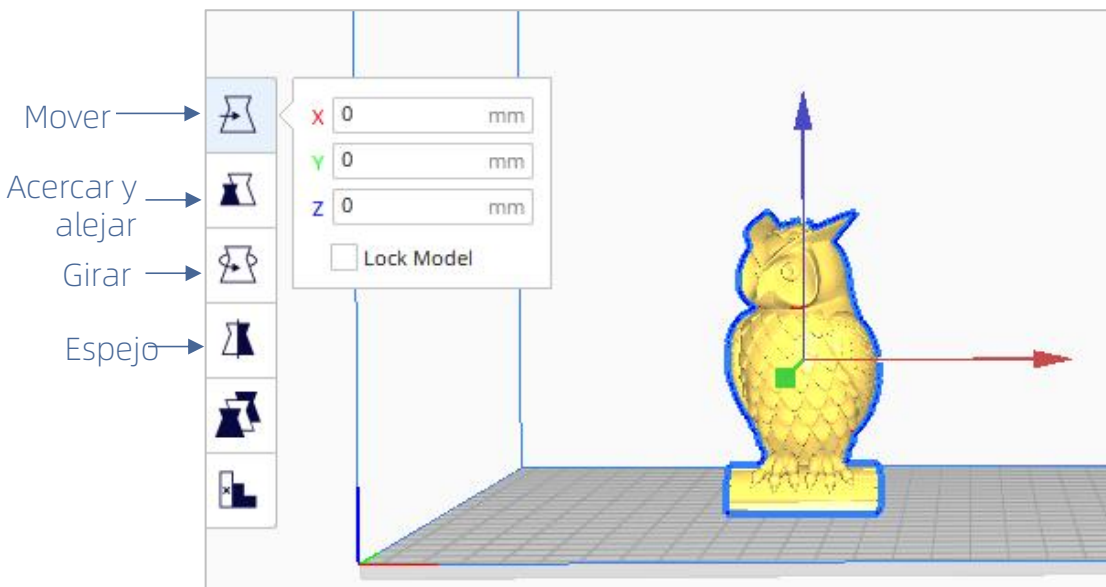 Mover
Acercar y
alejar
Girar
Espejo
X 0 mm
Y 0 mm
Z 0 mm
Lock Model